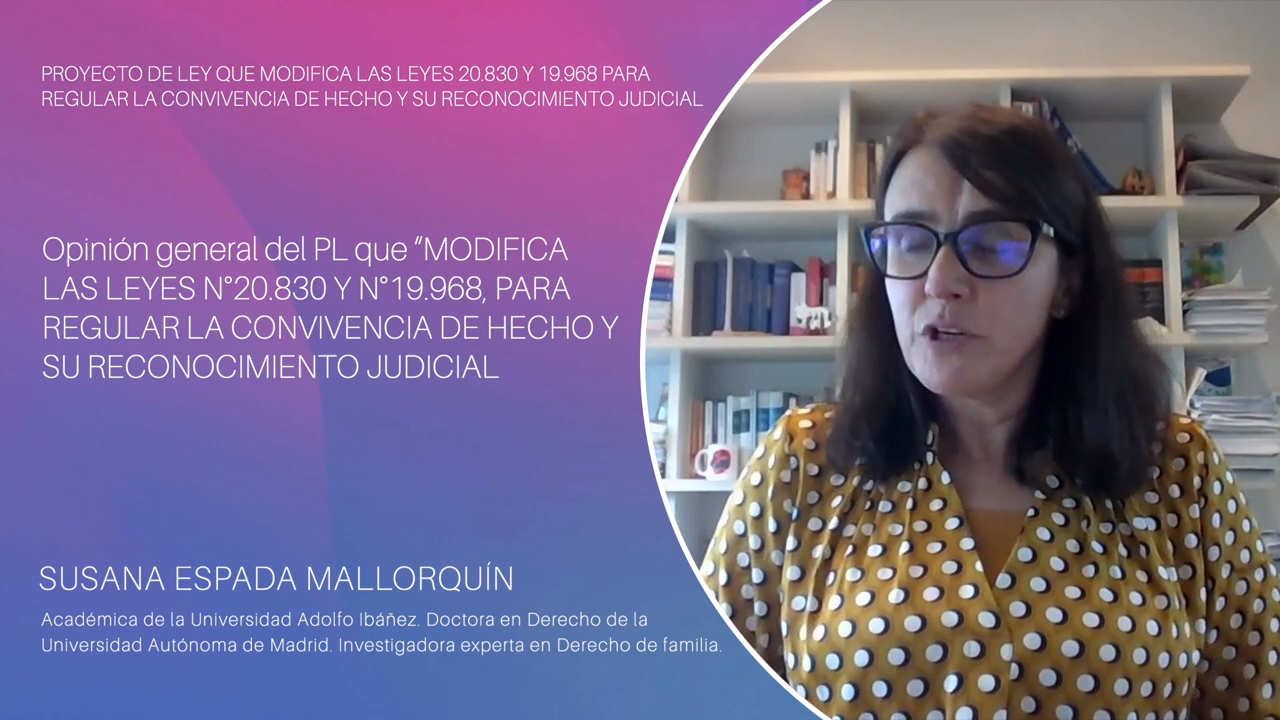 PROYECTO DE LEY QUE MODIFICA LAS LEYES 20.830 Y 19.968 PARA
REGULAR LA CONVIVENCIA DE HECHO Y SU RECONOCIMIENTO JUDICIAL
Opinión general del PL que “MODIFICA
LAS LEYES N°20.830 Y N°19.968, PARA
REGULAR LA CONVIVENCIA DE HECHO Y
SU RECONOCIMIENTO JUDICIAL
SUSANA ESPADA MALLORQUÍN
Académica de la Universidad Adolfo Ibáñez. Doctora en Derecho de la
Universidad Autónoma de Madrid. Investigadora experta en Derecho de familia.